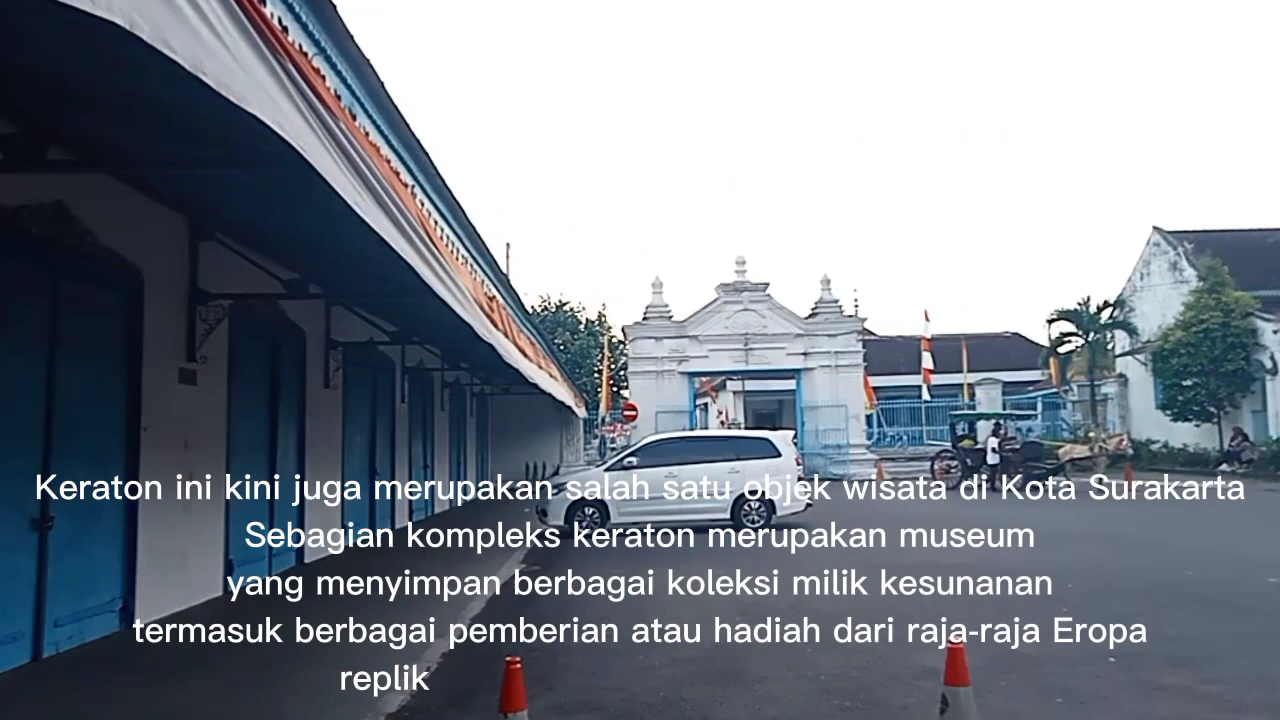 Keraton ini kini juga merupakan salah satu objek wisata di Kota Surakarta
Sebagian kompleks keraton merupakan museum
yang menyimpan berbagai koleksi milik kesunanan
termasuk berbagai pemberian atau hadiah dari raja-raja Eropa
replik